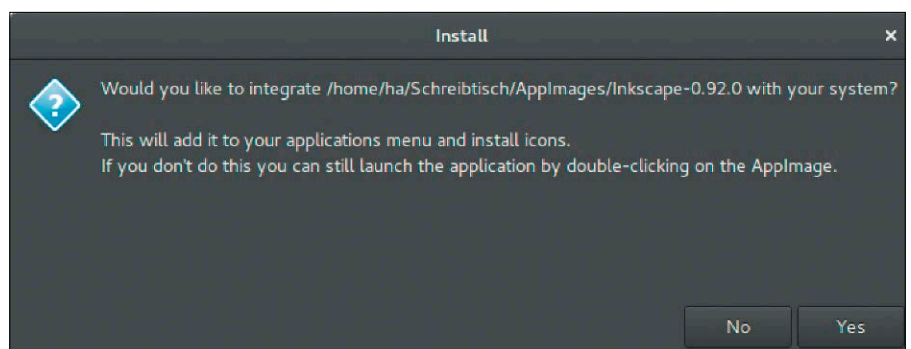 Install
Would you like to integrate /home/ha/Schreibtisch/AppImages/Inkscape-0.92.0 with your system?
This will add it to your applications menu and install icons.
If you don't do this you can still launch the application by double-clicking on the AppImage.
No Yes